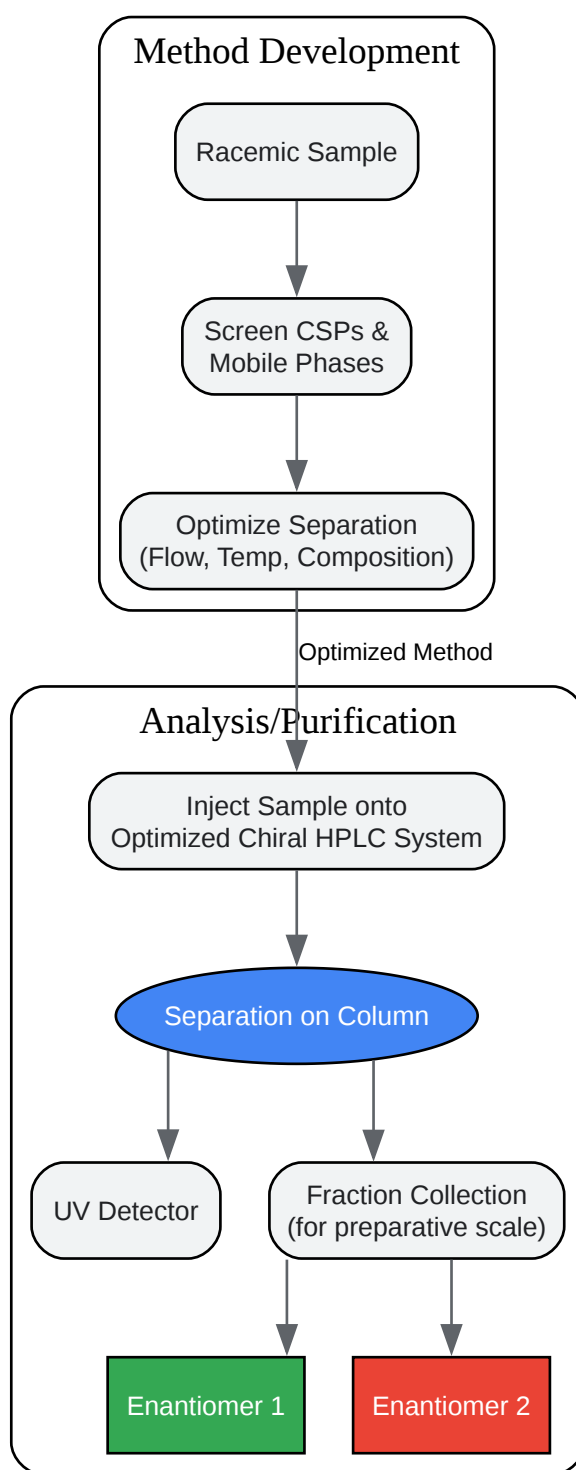 Method Development
Racemic Sample
Screen CSPs &
Mobile Phases
Optimize Separation
(Flow, Temp, Composition)
Optimized Method
Analysis/Purification
Inject Sample onto
Optimized Chiral HPLC System
Separation on Column
UV Detector
Fraction Collection
(for preparative scale)
Enantiomer 1
Enantiomer 2